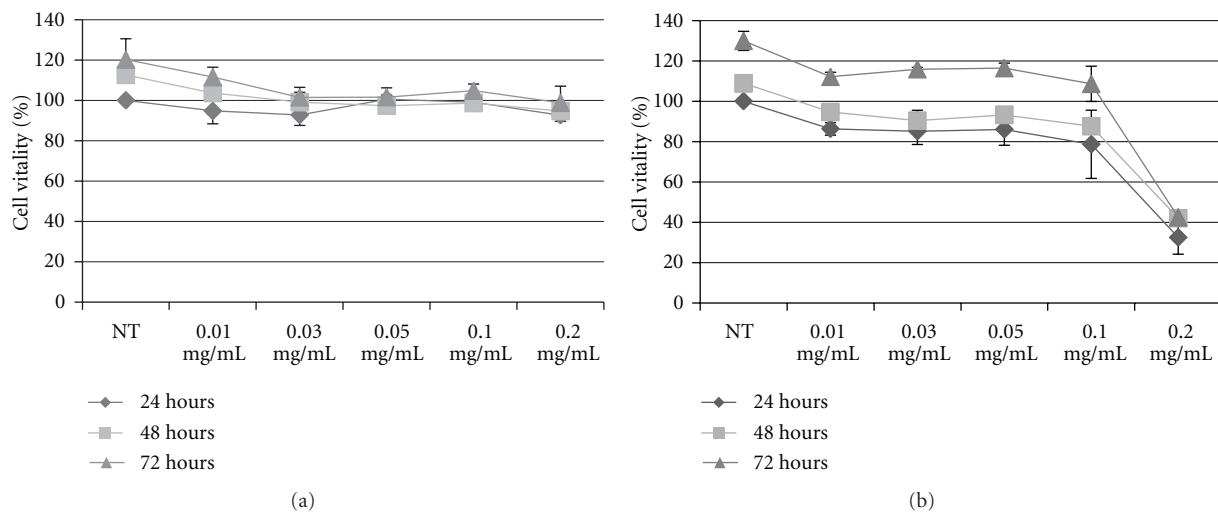 140
120
100
80
60
40
20
0
Cell vitality (%)
NT 0.01 0.03 0.05 0.1 0.2
mg/mL mg/mL mg/mL mg/mL mg/mL
24 hours
48 hours
72 hours
(a)
140
120
100
80
60
40
20
0
Cell vitality (%)
NT 0.01 0.03 0.05 0.1 0.2
mg/mL mg/mL mg/mL mg/mL mg/mL
24 hours
48 hours
72 hours
(b)